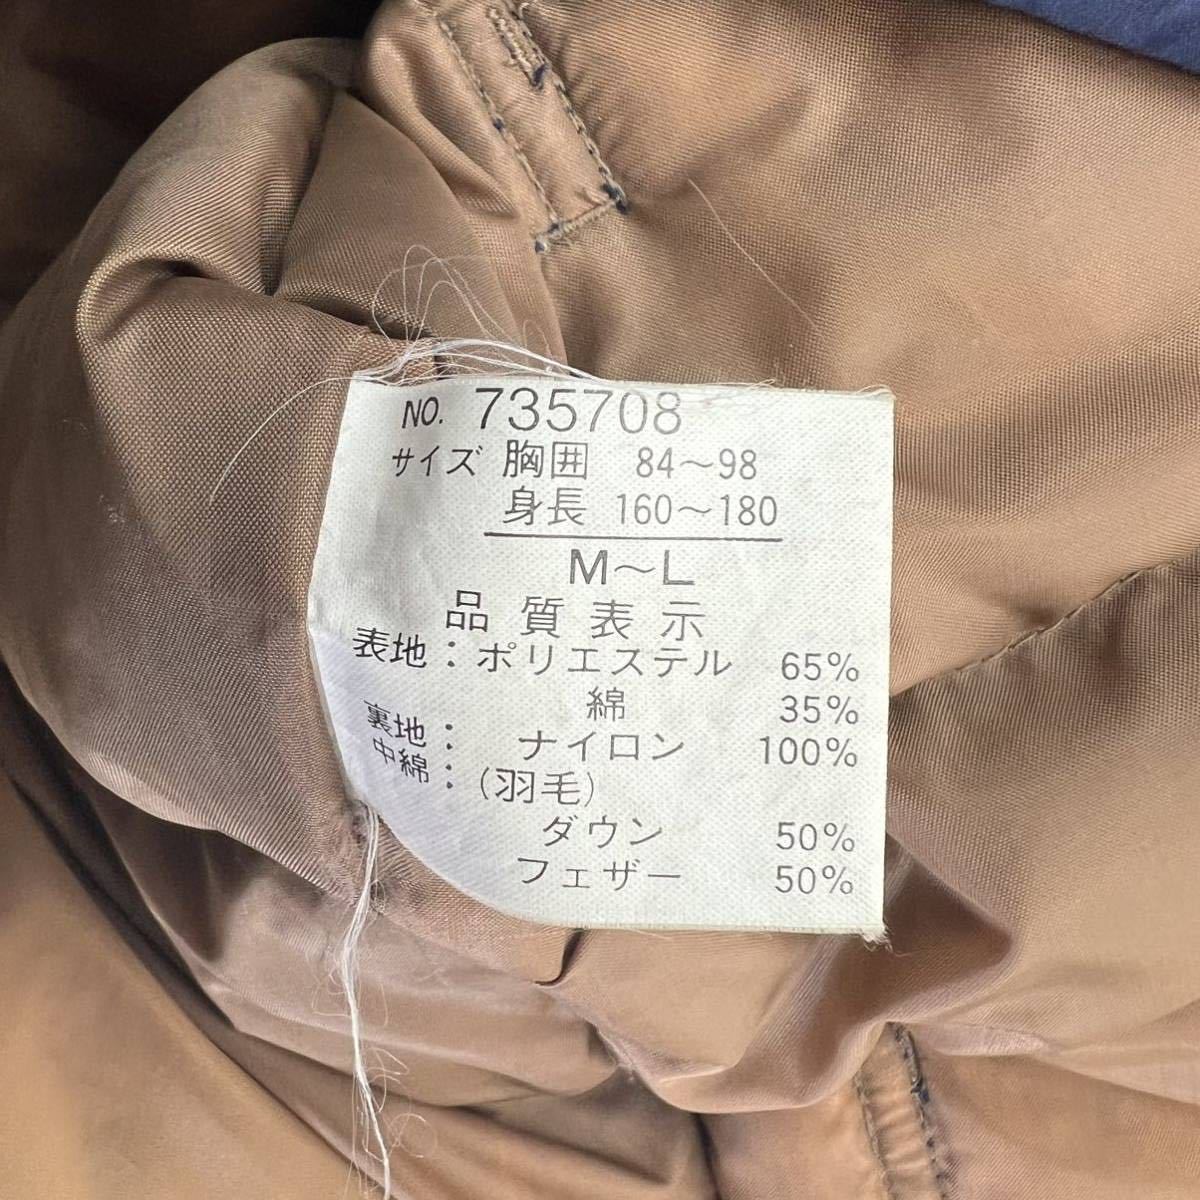 NO. 735708
サイズ 胸囲 84～98
身長 160～180
M～L
品質表示
表地：ポリエステル 65%
綿 35%
裏地： ナイロン 100%
中綿：(羽毛)
ダウン 50%
フェザー 50%